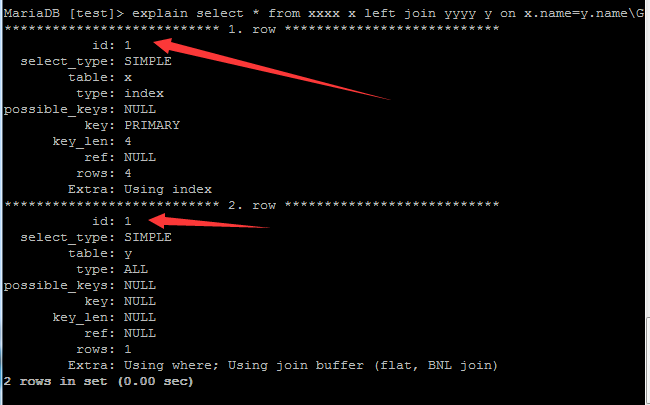 MariaDB [test]> explain select * from xxxx x left join yyyy y on x.name=y.name\G
*************************** 1. row ***************************
id: 1
select_type: SIMPLE
table: x
type: index
possible_keys: NULL
key: PRIMARY
key_len: 4
ref: NULL
rows: 4
Extra: Using index
*************************** 2. row ***************************
id: 1
select_type: SIMPLE
table: y
type: ALL
possible_keys: NULL
key: NULL
key_len: NULL
ref: NULL
rows: 1
Extra: Using where; Using join buffer (flat, BNL join)
2 rows in set (0.00 sec)